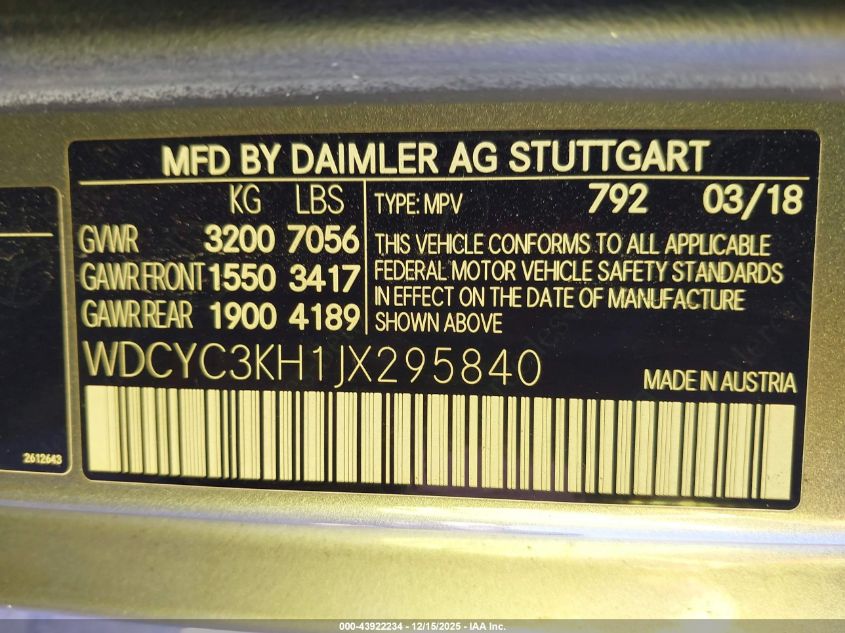 MFD BY DAIMLER AG STUTTGART
KG LBS
GVWR 3200 7056
GAWR FRONT 1550 3417
GAWR REAR 1900 4189
TYPE: MPV 792 03/18
THIS VEHICLE CONFORMS TO ALL APPLICABLE
FEDERAL MOTOR VEHICLE SAFETY STANDARDS
IN EFFECT ON THE DATE OF MANUFACTURE
SHOWN ABOVE
WDCYC3KH1JX295840
MADE IN AUSTRIA
2612643
000-43922234 - 12/15/2025 - IAA Inc.